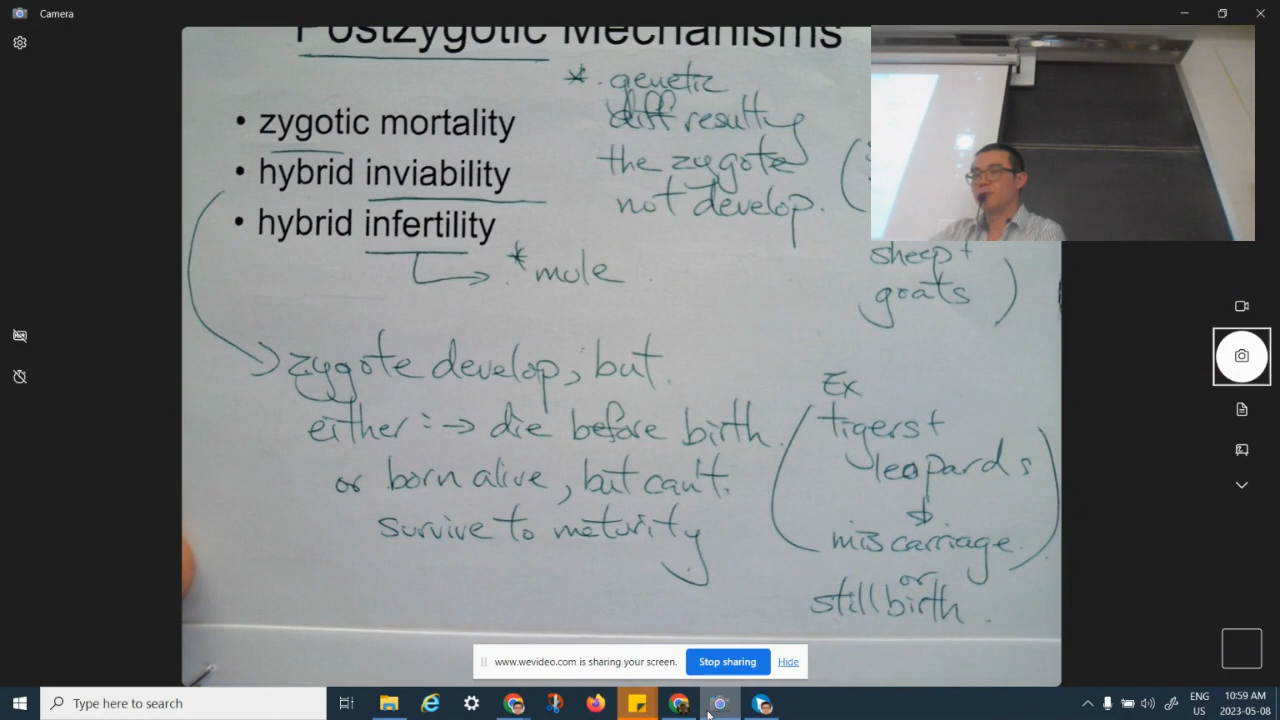 Camera
Postzygotic Mechanisms
• zygotic mortality
• hybrid inviability
• hybrid infertility
* genetic
diff resulting
the zygote
not develop.
sheep +
goats
* mule
zygote develop, but
either : → die before birth
or born alive, but can't
survive to maturity
Ex
tigers +
leopards
miscarriage
or
stillbirth.
www.wevideo.com is sharing your screen.
Stop sharing
Hide
Type here to search
ENG
US
10:59 AM
2023-05-08